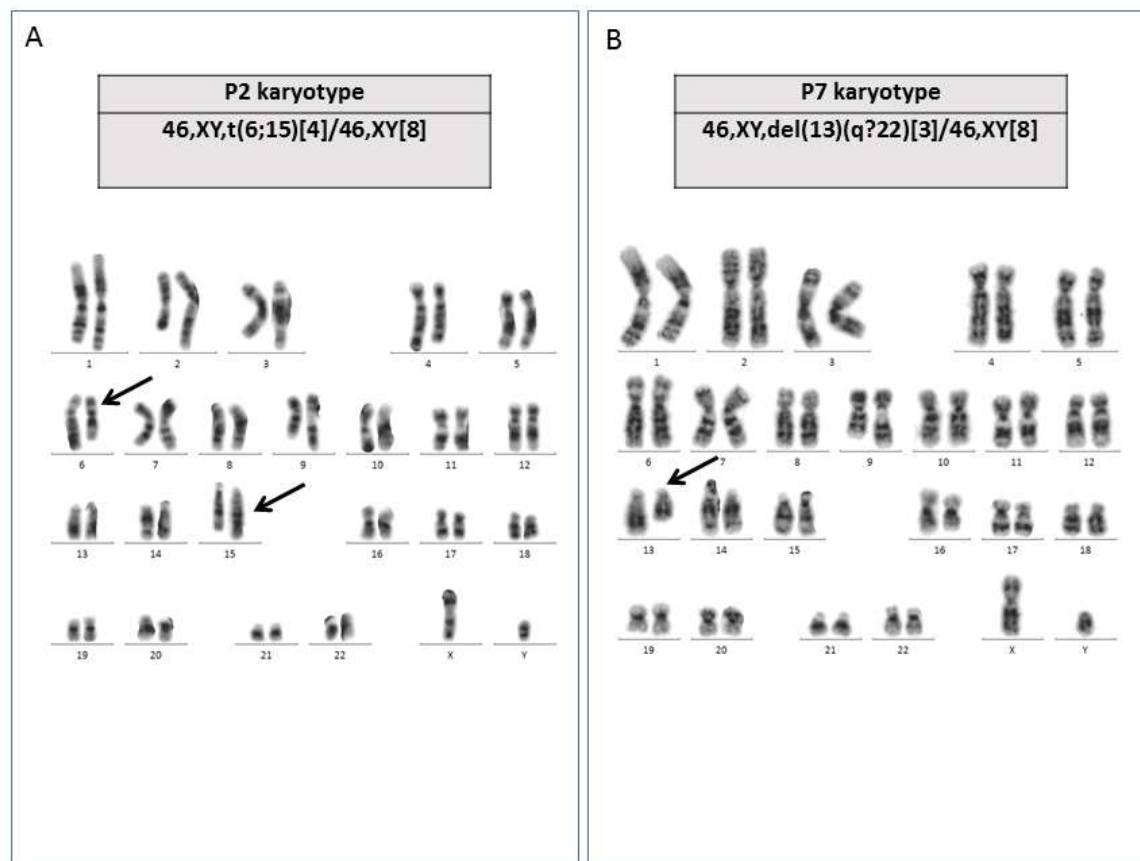 A
P2 karyotype
46,XY,t(6;15)[4]/46,XY[8]
1 2 3 4 5
6 7 8 9 10 11 12
13 14 15 16 17 18
19 20 21 22 X Y
B
P7 karyotype
46,XY,del(13)(q?22)[3]/46,XY[8]
1 2 3 4 5
6 7 8 9 10 11 12
13 14 15 16 17 18
19 20 21 22 X Y